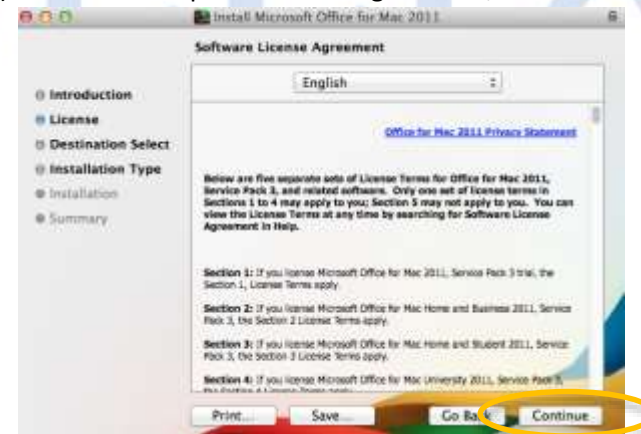 Install Microsoft Office for Mac 2011
Software License Agreement
English
Introduction
License
Destination Select
Installation Type
Installation
Summary
Office for Mac 2011 Privacy Statement
Below are five separate sets of License Terms for Office for Mac 2011,
Service Pack 3, and related software. Only one set of license terms in
Sections 1 to 4 may apply to you; Section 5 may not apply to you. You can
view the License Terms at any time by searching for Software License
Agreement in Help.
Section 1: If you license Microsoft Office for Mac 2011, Service Pack 3 trial, the
Section 1, License Terms apply.
Section 2: If you license Microsoft Office for Mac Home and Business 2011, Service
Pack 3, the Section 2 License Terms apply.
Section 3: If you license Microsoft Office for Mac Home and Student 2011, Service
Pack 3, the Section 3 License Terms apply.
Section 4: If you license Microsoft Office for Mac University 2011, Service Pack 3,
Print... Save... Go Back Continue